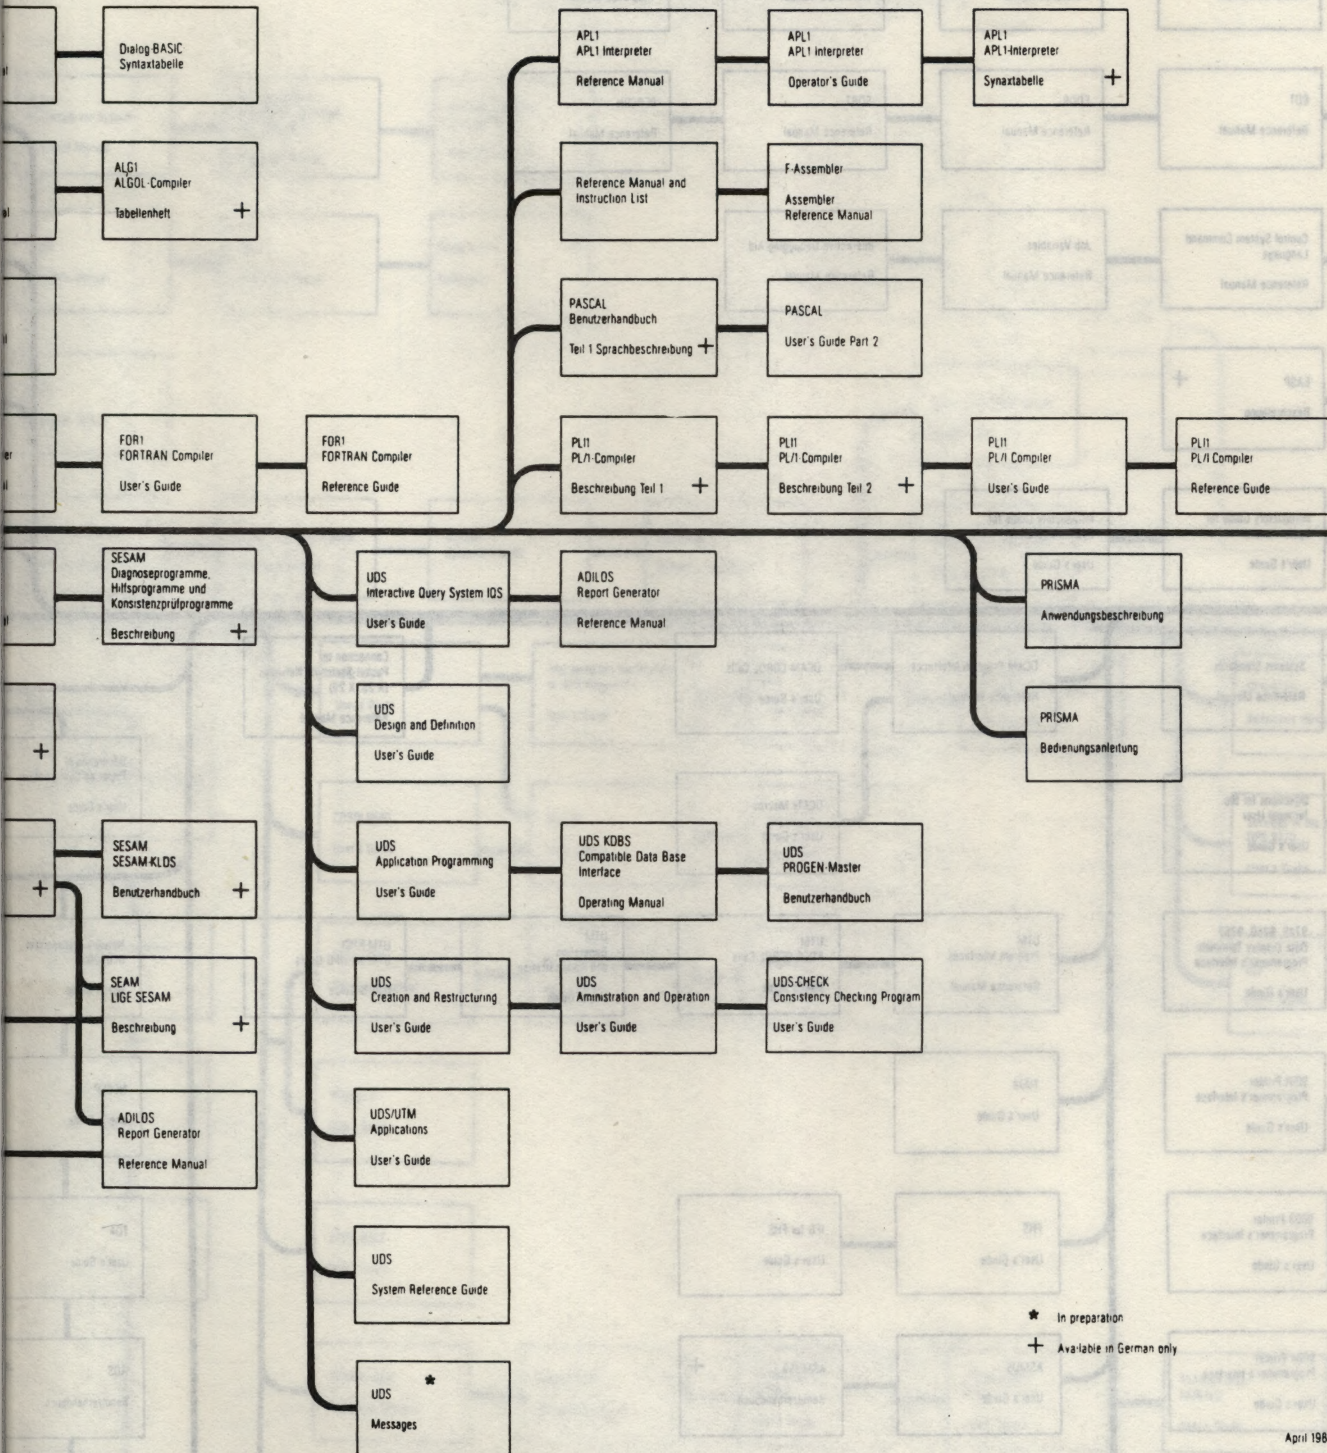 Dialog-BASIC
Syntaxtabelle
APL1
APL1 Interpreter
Reference Manual
APL1
APL1 Interpreter
Operator's Guide
APL1
APL1-Interpreter
Synaxtabelle +
ALG1
ALGOL-Compiler
Tabellenheft +
Reference Manual and
Instruction List
F-Assembler
Assembler
Reference Manual
PASCAL
Benutzerhandbuch
Teil 1 Sprachbeschreibung +
PASCAL
User's Guide Part 2
FOR1
FORTRAN Compiler
User's Guide
FOR1
FORTRAN Compiler
Reference Guide
PLI1
PL/1-Compiler
Beschreibung Teil 1 +
PLI1
PL/1-Compiler
Beschreibung Teil 2 +
PLI1
PL/I Compiler
User's Guide
PLI1
PL/I Compiler
Reference Guide
SESAM
Diagnoseprogramme,
Hilfsprogramme und
Konsistenzprüfprogramme
Beschreibung +
UDS
Interactive Query System IQS
User's Guide
ADILOS
Report Generator
Reference Manual
PRISMA
Anwendungsbeschreibung
+
UDS
Design and Definition
User's Guide
PRISMA
Bedienungsanleitung
+
SESAM
SESAM-KLDS
Benutzerhandbuch +
UDS
Application Programming
User's Guide
UDS KDBS
Compatible Data Base
Interface
Operating Manual
UDS
PROGEN-Master
Benutzerhandbuch
SEAM
LIGE SESAM
Beschreibung +
UDS
Creation and Restructuring
User's Guide
UDS
Aministration and Operation
User's Guide
UDS-CHECK
Consistency Checking Program
User's Guide
ADILOS
Report Generator
Reference Manual
UDS/UTM
Applications
User's Guide
UDS
System Reference Guide
*
UDS
Messages
* In preparation
+ Available in German only
April 198